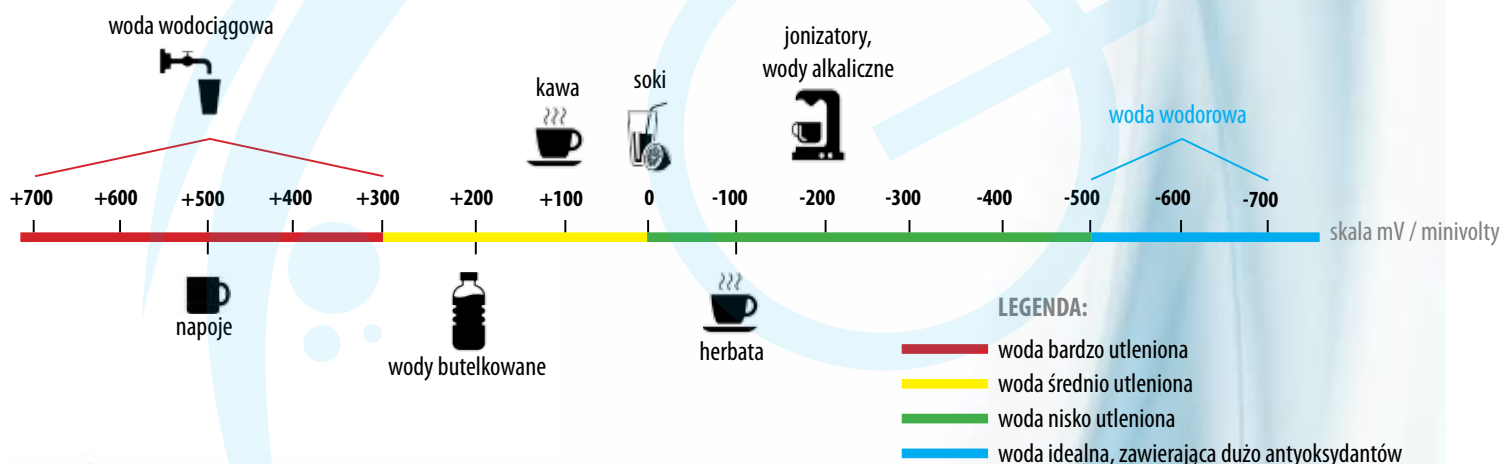 woda wodociągowa
kawa
soki
jonizatory,
wody alkaliczne
woda wodorowa
+700 +600 +500 +400 +300 +200 +100 0 -100 -200 -300 -400 -500 -600 -700
skala mV / minivolty
napoje
wody butelkowane
herbata
LEGENDA:
woda bardzo utleniona
woda średnio utleniona
woda nisko utleniona
woda idealna, zawierająca dużo antyoksydantów